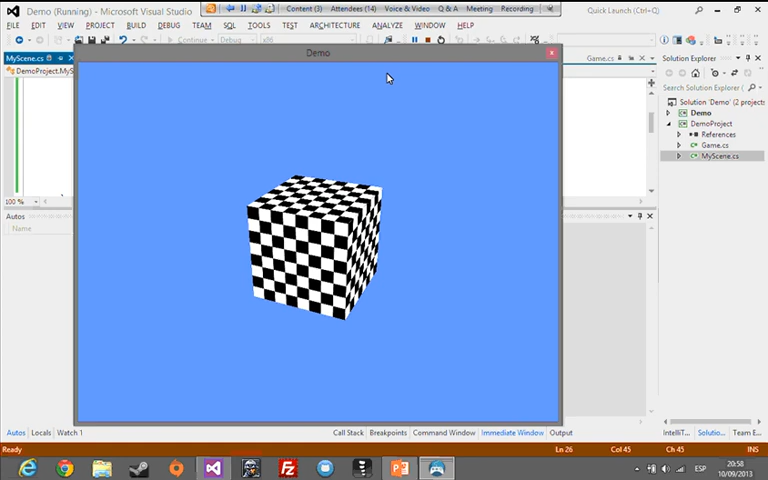 Demo (Running) - Microsoft Visual Studio
Content (3) Attendees (14) Voice & Video Q & A Meeting Recording
Quick Launch (Ctrl+Q)
FILE EDIT VIEW PROJECT BUILD DEBUG TEAM SQL TOOLS TEST ARCHITECTURE ANALYZE WINDOW HELP
Continue Debug x86
MyScene.cs Demo Game.cs Solution Explorer
DemoProject.MyS
Search Solution Explorer
Solution 'Demo' (2 projects
Demo
DemoProject
References
Game.cs
MyScene.cs
100 %
Autos
Name
Autos Locals Watch 1 Call Stack Breakpoints Command Window Immediate Window Output IntelliT... Solutio... Team E...
Ready Ln 26 Col 45 Ch 45 INS
ESP 20:58
10/09/2013